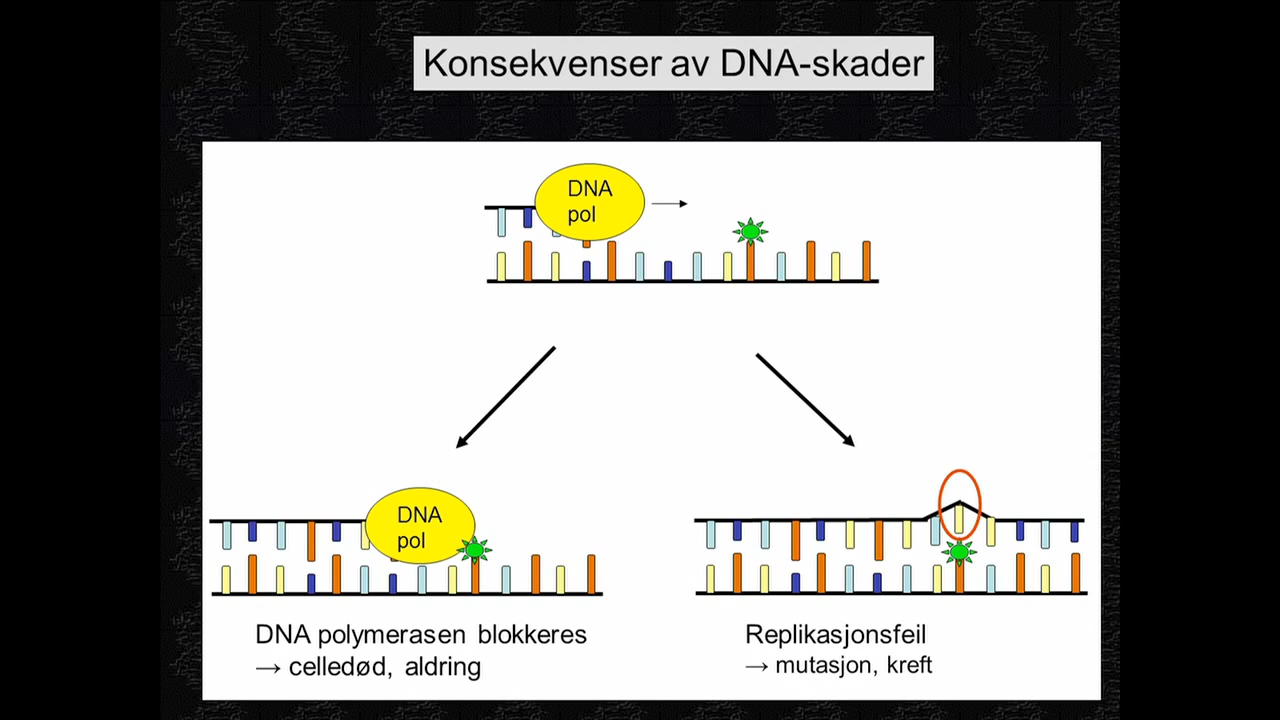 Konsekvenser av DNA-skader
DNA
pol
DNA
pol
DNA polymerasen blokkeres
→ celledød, aldring
Replikasjonsfeil
→ mutasjon, kreft